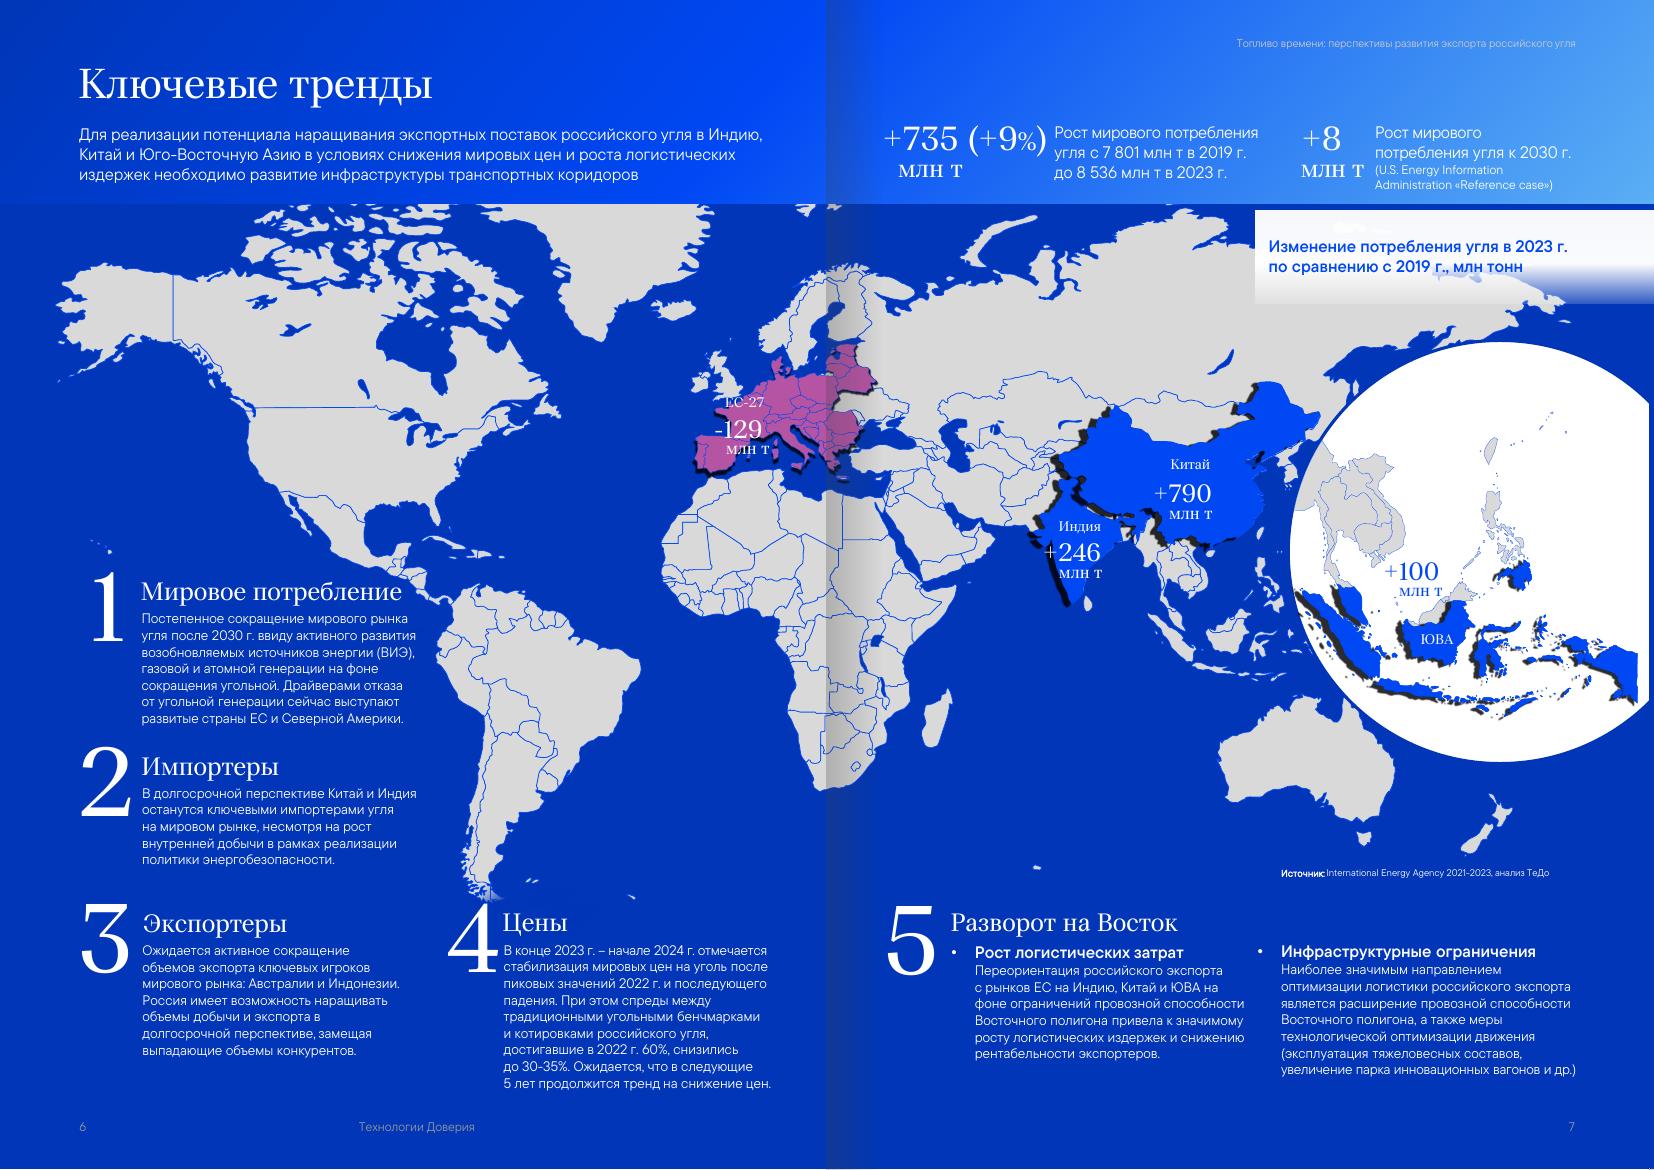 Топливо времени: перспективы развития экспорта российского угля
Ключевые тренды
Для реализации потенциала наращивания экспортных поставок российского угля в Индию,
Китай и Юго-Восточную Азию в условиях снижения мировых цен и роста логистических
издержек необходимо развитие инфраструктуры транспортных коридоров
+735 (+9%)
млн т
Рост мирового потребления
угля с 7 801 млн т в 2019 г.
до 8 536 млн т в 2023 г.
+8
млн т
Рост мирового
потребления угля к 2030 г.
(U.S. Energy Information
Administration «Reference case»)
Изменение потребления угля в 2023 г.
по сравнению с 2019 г., млн тонн
ЕС-27
-129
млн т
Китай
+790
млн т
Индия
+246
млн т
+100
млн т
ЮВА
1
Мировое потребление
Постепенное сокращение мирового рынка
угля после 2030 г. ввиду активного развития
возобновляемых источников энергии (ВИЭ),
газовой и атомной генерации на фоне
сокращения угольной. Драйверами отказа
от угольной генерации сейчас выступают
развитые страны ЕС и Северной Америки.
2
Импортеры
В долгосрочной перспективе Китай и Индия
останутся ключевыми импортерами угля
на мировом рынке, несмотря на рост
внутренней добычи в рамках реализации
политики энергобезопасности.
Источник: International Energy Agency 2021-2023, анализ ТеДо
3
Экспортеры
Ожидается активное сокращение
объемов экспорта ключевых игроков
мирового рынка: Австралии и Индонезии.
Россия имеет возможность наращивать
объемы добычи и экспорта в
долгосрочной перспективе, замещая
выпадающие объемы конкурентов.
4
Цены
В конце 2023 г. – начале 2024 г. отмечается
стабилизация мировых цен на уголь после
пиковых значений 2022 г. и последующего
падения. При этом спреды между
традиционными угольными бенчмарками
и котировками российского угля,
достигавшие в 2022 г. 60%, снизились
до 30-35%. Ожидается, что в следующие
5 лет продолжится тренд на снижение цен.
5
Разворот на Восток
• Рост логистических затрат
Переориентация российского экспорта
с рынков ЕС на Индию, Китай и ЮВА на
фоне ограничений провозной способности
Восточного полигона привела к значимому
росту логистических издержек и снижению
рентабельности экспортеров.
• Инфраструктурные ограничения
Наиболее значимым направлением
оптимизации логистики российского экспорта
является расширение провозной способности
Восточного полигона, а также меры
технологической оптимизации движения
(эксплуатация тяжеловесных составов,
увеличение парка инновационных вагонов и др.)
6
Технологии Доверия
7